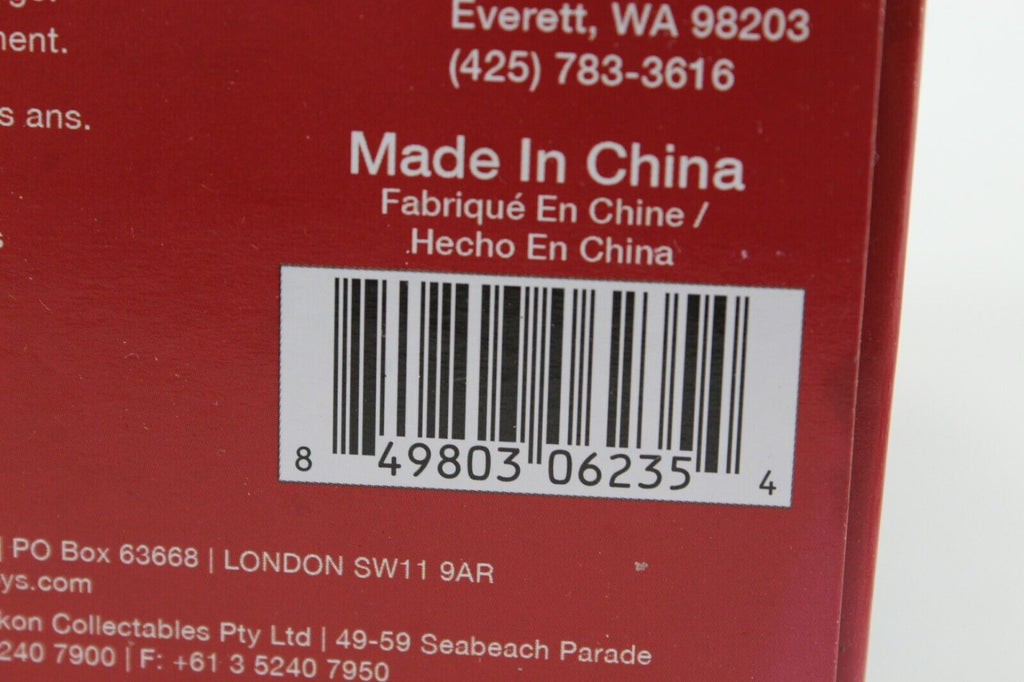 ment.
s ans.
Everett, WA 98203
(425) 783-3616
Made In China
Fabriqué En Chine /
Hecho En China
8 49803 06235 4
| PO Box 63668 | LONDON SW11 9AR
ys.com
kon Collectables Pty Ltd | 49-59 Seabeach Parade
240 7900 | F: +61 3 5240 7950